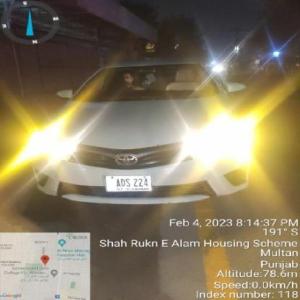 ADS 224
Feb 4, 2023 8:14:37 PM
191° S
Shah Rukn E Alam Housing Scheme
Multan
Punjab
Altitude:78.6m
Speed:0.0km/h
Index number: 118
Google